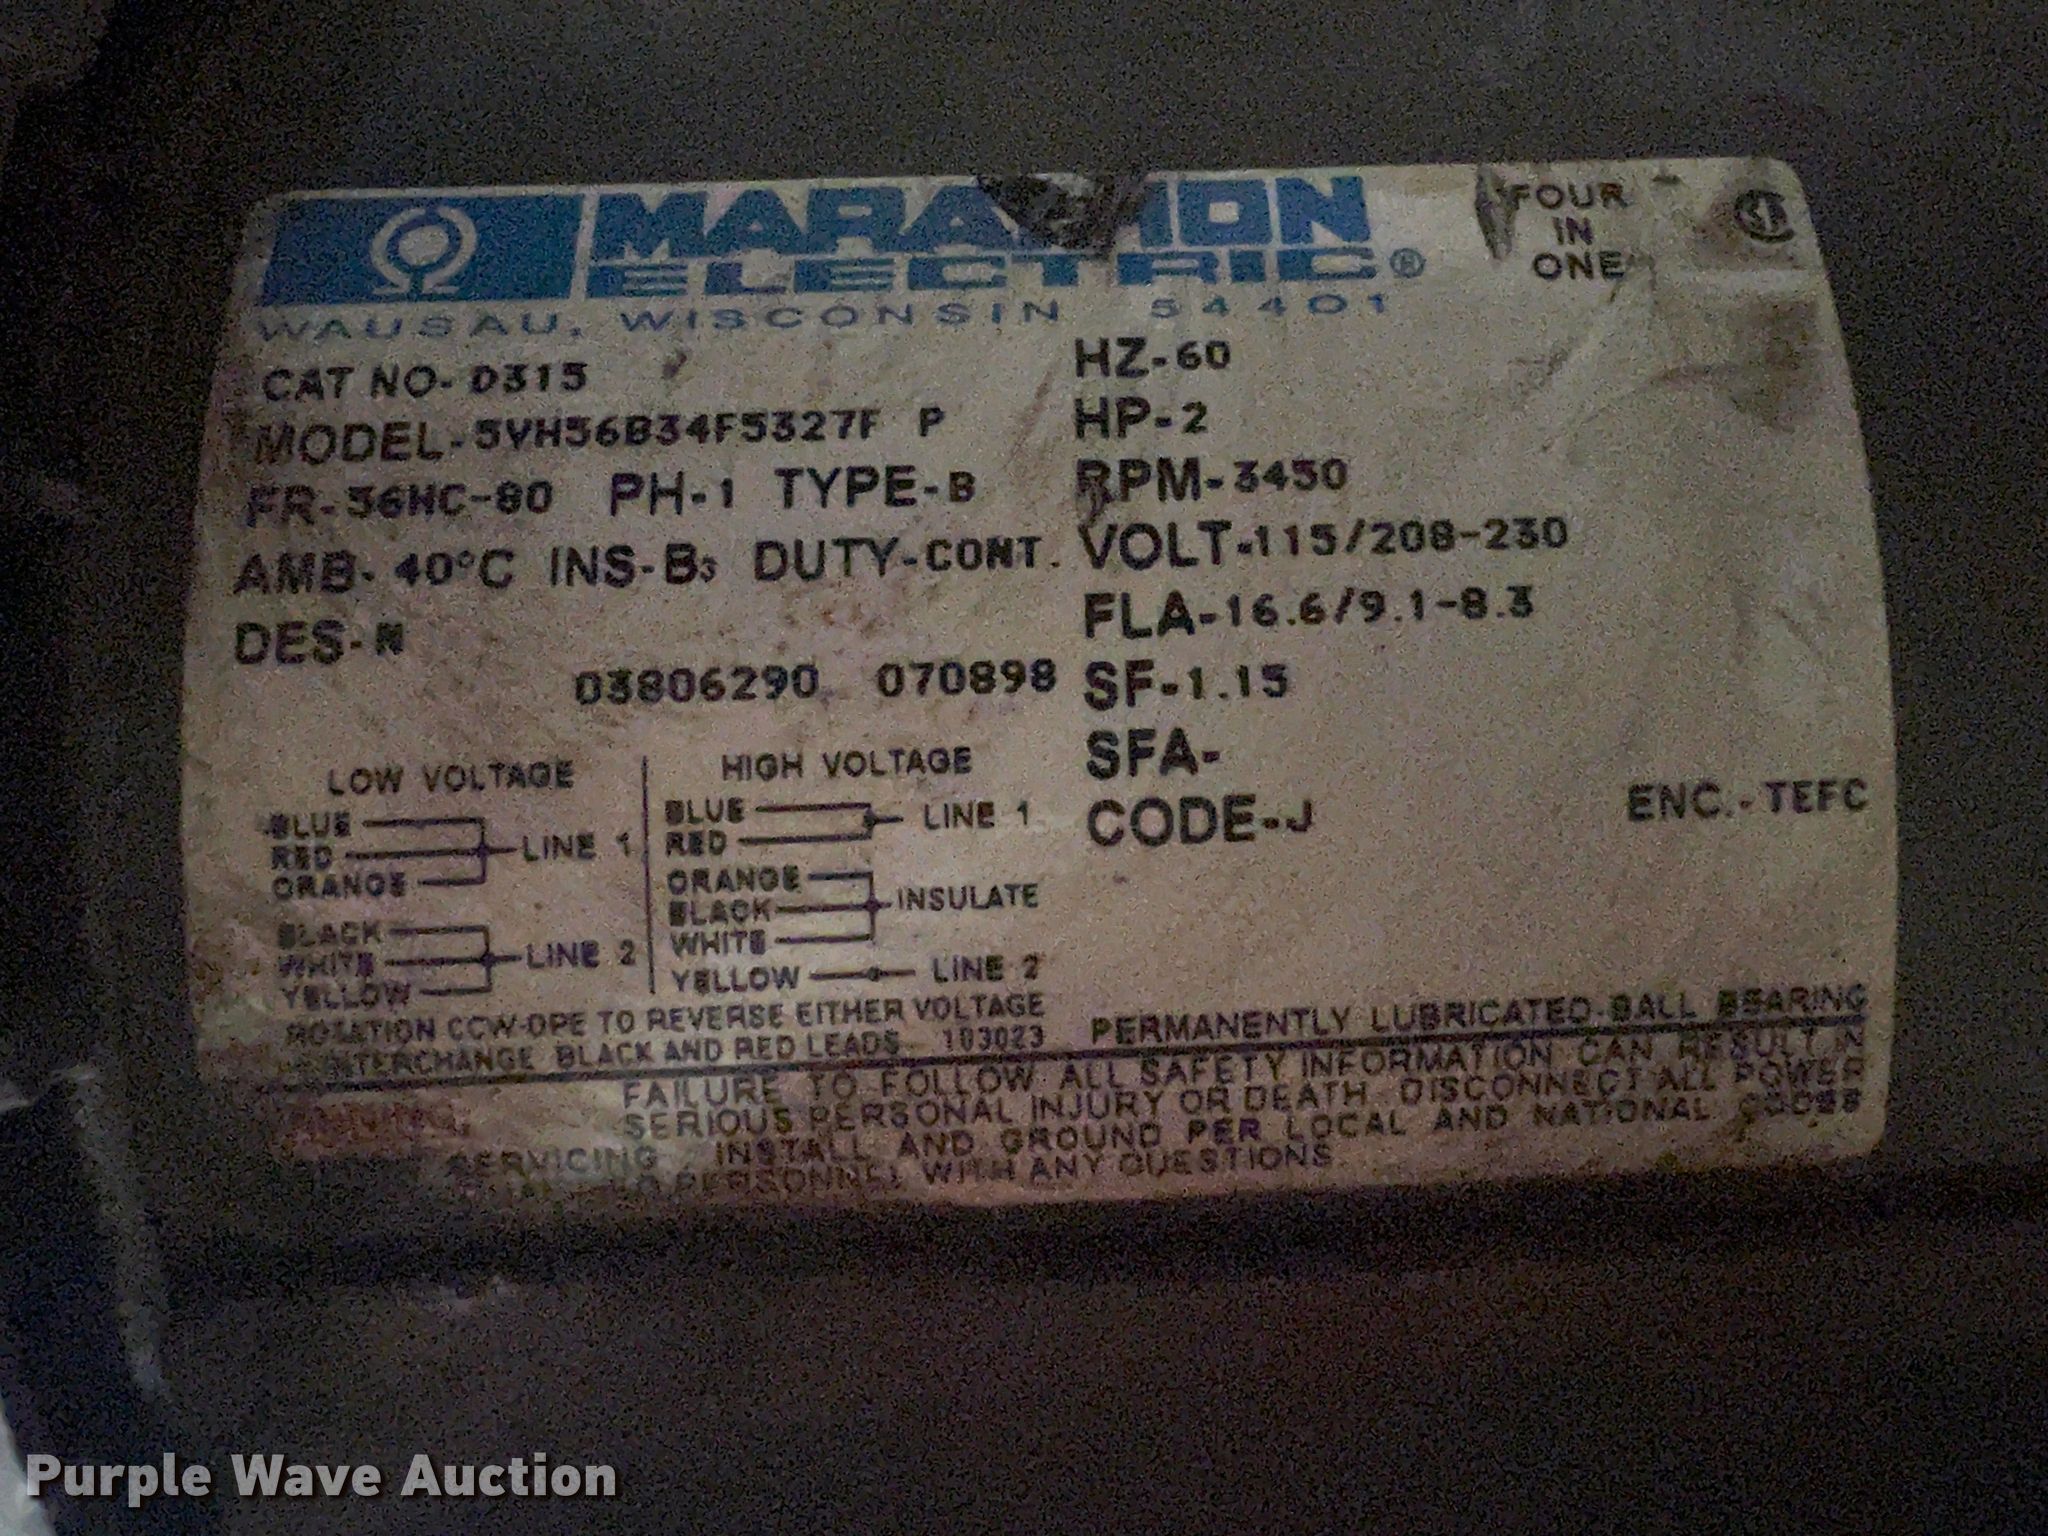 MARATHON
ELECTRIC®
WAUSAU, WISCONSIN 54401
FOUR
IN
ONE
CAT NO- D315
MODEL-5VH56B34F5327F P
FR-56HC-80 PH-1 TYPE-B
AMB-40°C INS-B3 DUTY-CONT.
DES-N
03806290 070898
HZ-60
HP-2
RPM-3450
VOLT-115/208-230
FLA-16.6/9.1-8.3
SF-1.15
SFA-
CODE-J
ENC.-TEFC
LOW VOLTAGE
BLUE
RED
ORANGE
LINE 1
BLACK
WHITE
YELLOW
LINE 2
HIGH VOLTAGE
BLUE
RED
LINE 1
ORANGE
BLACK
WHITE
INSULATE
YELLOW
LINE 2
ROTATION CCW-OPE TO REVERSE EITHER VOLTAGE
INTERCHANGE BLACK AND RED LEADS. 103023
PERMANENTLY LUBRICATED-BALL BEARING
WARNING.
FAILURE TO FOLLOW ALL SAFETY INFORMATION CAN RESULT IN
SERIOUS PERSONAL INJURY OR DEATH. DISCONNECT ALL POWER
SERVICING. INSTALL AND GROUND PER LOCAL AND NATIONAL CODES
PERSONNEL WITH ANY QUESTIONS.
Purple Wave Auction